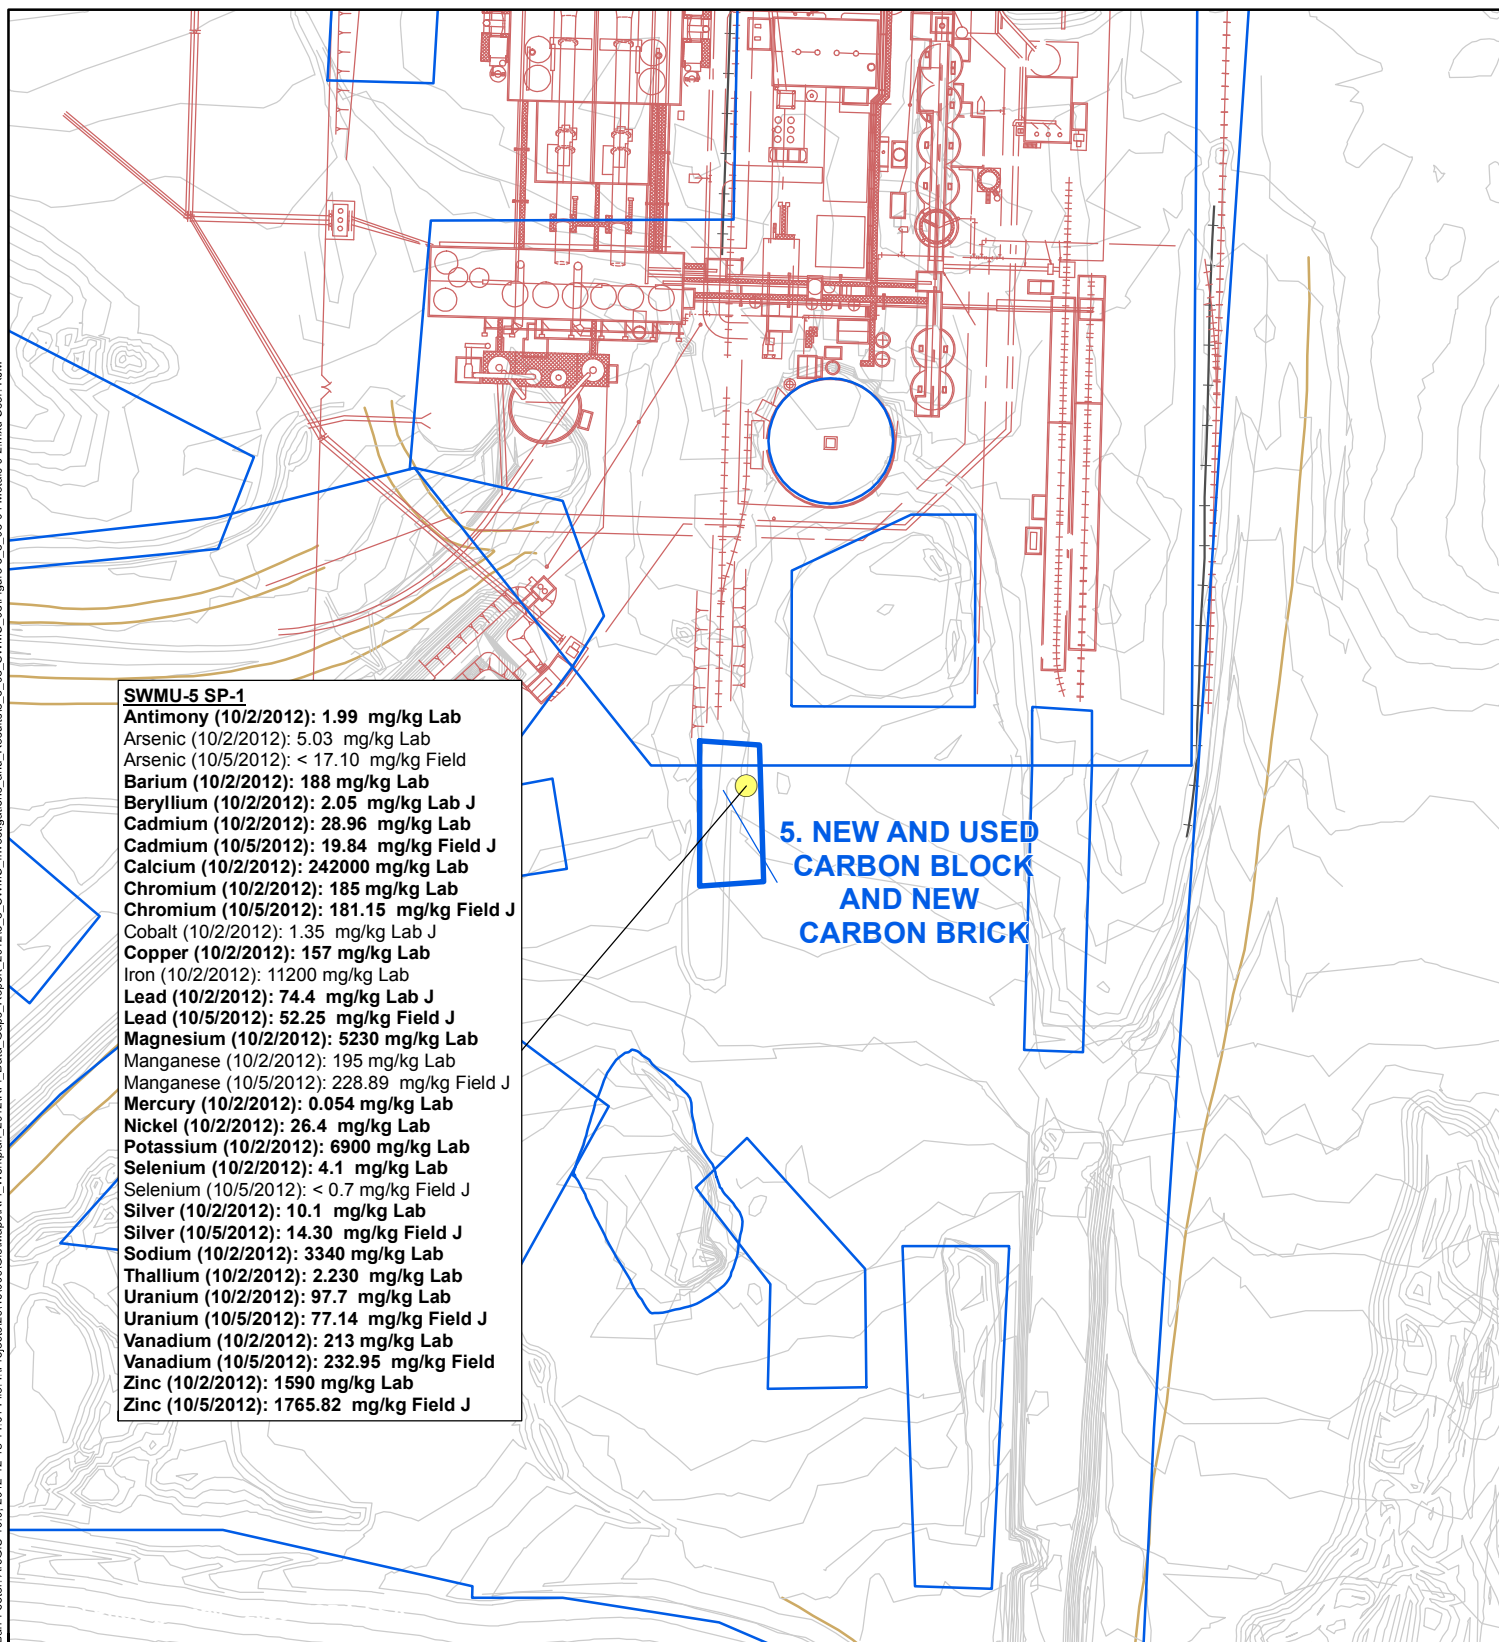 SWMU-5 SP-1
Antimony (10/2/2012): 1.99 mg/kg Lab
Arsenic (10/2/2012): 5.03 mg/kg Lab
Arsenic (10/5/2012): < 17.10 mg/kg Field
Barium (10/2/2012): 188 mg/kg Lab
Beryllium (10/2/2012): 2.05 mg/kg Lab J
Cadmium (10/2/2012): 28.96 mg/kg Lab
Cadmium (10/5/2012): 19.84 mg/kg Field J
Calcium (10/2/2012): 242000 mg/kg Lab
Chromium (10/2/2012): 185 mg/kg Lab
Chromium (10/5/2012): 181.15 mg/kg Field J
Cobalt (10/2/2012): 1.35 mg/kg Lab J
Copper (10/2/2012): 157 mg/kg Lab
Iron (10/2/2012): 11200 mg/kg Lab
Lead (10/2/2012): 74.4 mg/kg Lab J
Lead (10/5/2012): 52.25 mg/kg Field J
Magnesium (10/2/2012): 5230 mg/kg Lab
Manganese (10/2/2012): 195 mg/kg Lab
Manganese (10/5/2012): 228.89 mg/kg Field J
Mercury (10/2/2012): 0.054 mg/kg Lab
Nickel (10/2/2012): 26.4 mg/kg Lab
Potassium (10/2/2012): 6900 mg/kg Lab
Selenium (10/2/2012): 4.1 mg/kg Lab
Selenium (10/5/2012): < 0.7 mg/kg Field J
Silver (10/2/2012): 10.1 mg/kg Lab
Silver (10/5/2012): 14.30 mg/kg Field J
Sodium (10/2/2012): 3340 mg/kg Lab
Thallium (10/2/2012): 2.230 mg/kg Lab
Uranium (10/2/2012): 97.7 mg/kg Lab
Uranium (10/5/2012): 77.14 mg/kg Field J
Vanadium (10/2/2012): 213 mg/kg Lab
Vanadium (10/5/2012): 232.95 mg/kg Field
Zinc (10/2/2012): 1590 mg/kg Lab
Zinc (10/5/2012): 1765.82 mg/kg Field J
5. NEW AND USED
CARBON BLOCK
AND NEW
CARBON BRICK